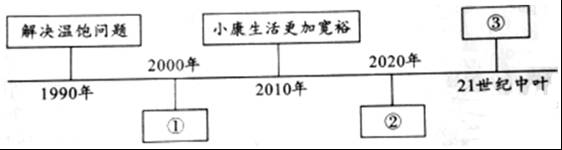 解决温饱问题
小康生活更加宽裕
③
2000年
2020年
1990年
2010年
21世纪中叶
①
②